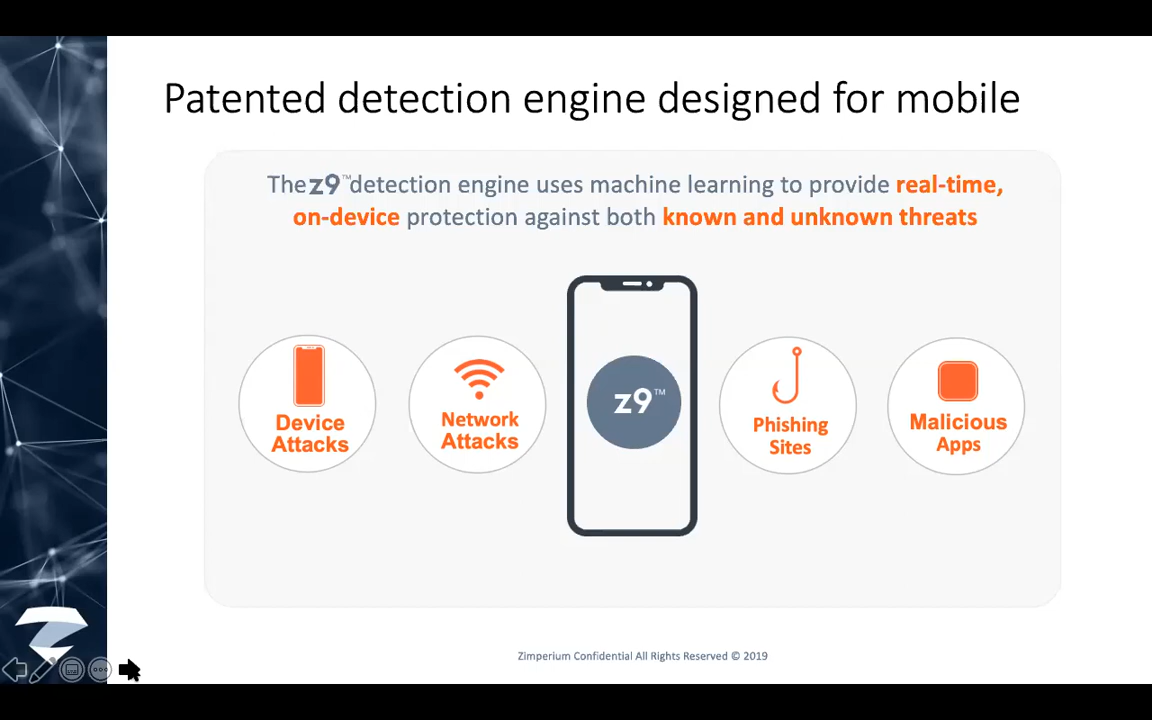 Patented detection engine designed for mobile
The z9™ detection engine uses machine learning to provide real-time,
on-device protection against both known and unknown threats
Device
Attacks
Network
Attacks
z9™
Phishing
Sites
Malicious
Apps
Zimperium Confidential All Rights Reserved © 2019